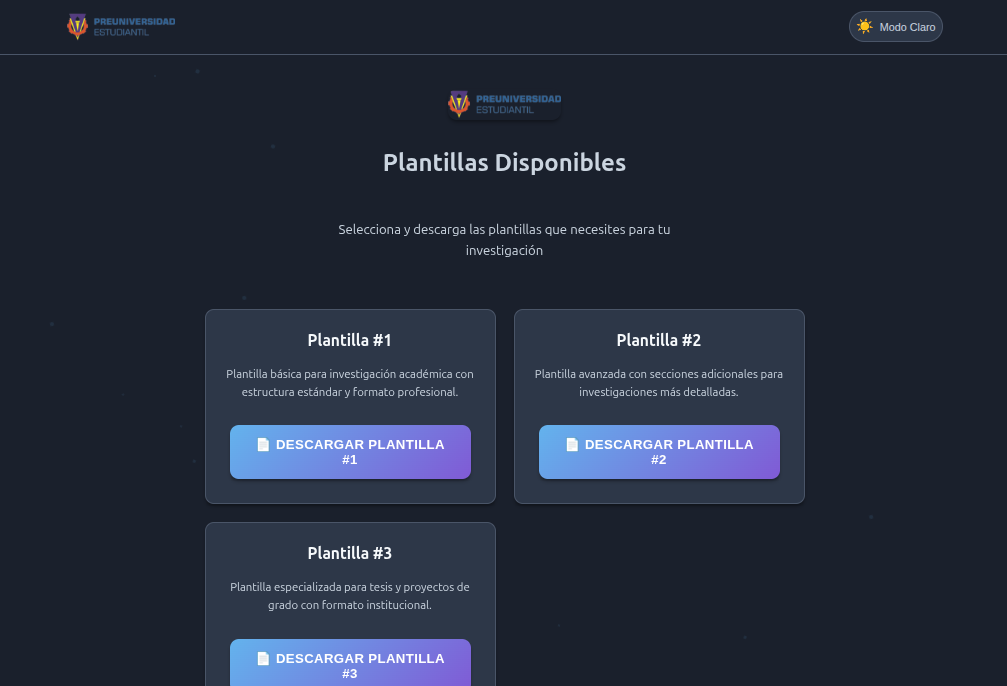 PREUNIVERSIDAD
ESTUDIANTIL
Modo Claro
PREUNIVERSIDAD
ESTUDIANTIL
Plantillas Disponibles
Selecciona y descarga las plantillas que necesites para tu
investigación
Plantilla #1
Plantilla básica para investigación académica con
estructura estándar y formato profesional.
DESCARGAR PLANTILLA
#1
Plantilla #2
Plantilla avanzada con secciones adicionales para
investigaciones más detalladas.
DESCARGAR PLANTILLA
#2
Plantilla #3
Plantilla especializada para tesis y proyectos de
grado con formato institucional.
DESCARGAR PLANTILLA
#3